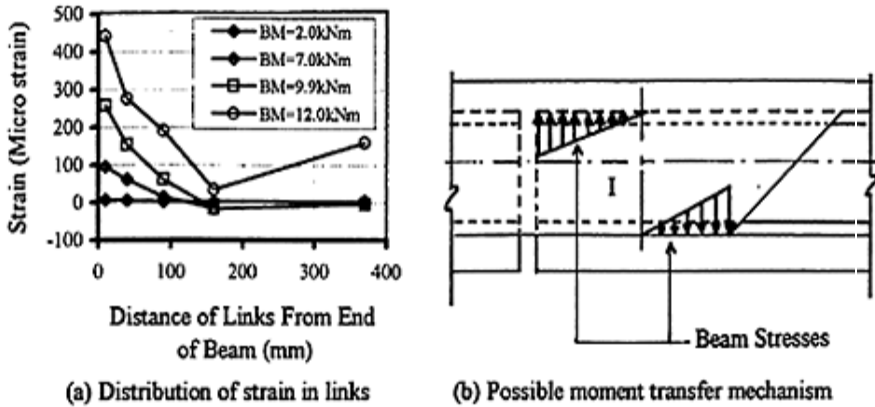 500
400
300
200
100
0
-100
Strain (Micro strain)
BM=2.0kNm
BM=7.0kNm
BM=9.9kNm
BM=12.0kNm
0 100 200 300 400
Distance of Links From End
of Beam (mm)
(a) Distribution of strain in links
I
Beam Stresses
(b) Possible moment transfer mechanism